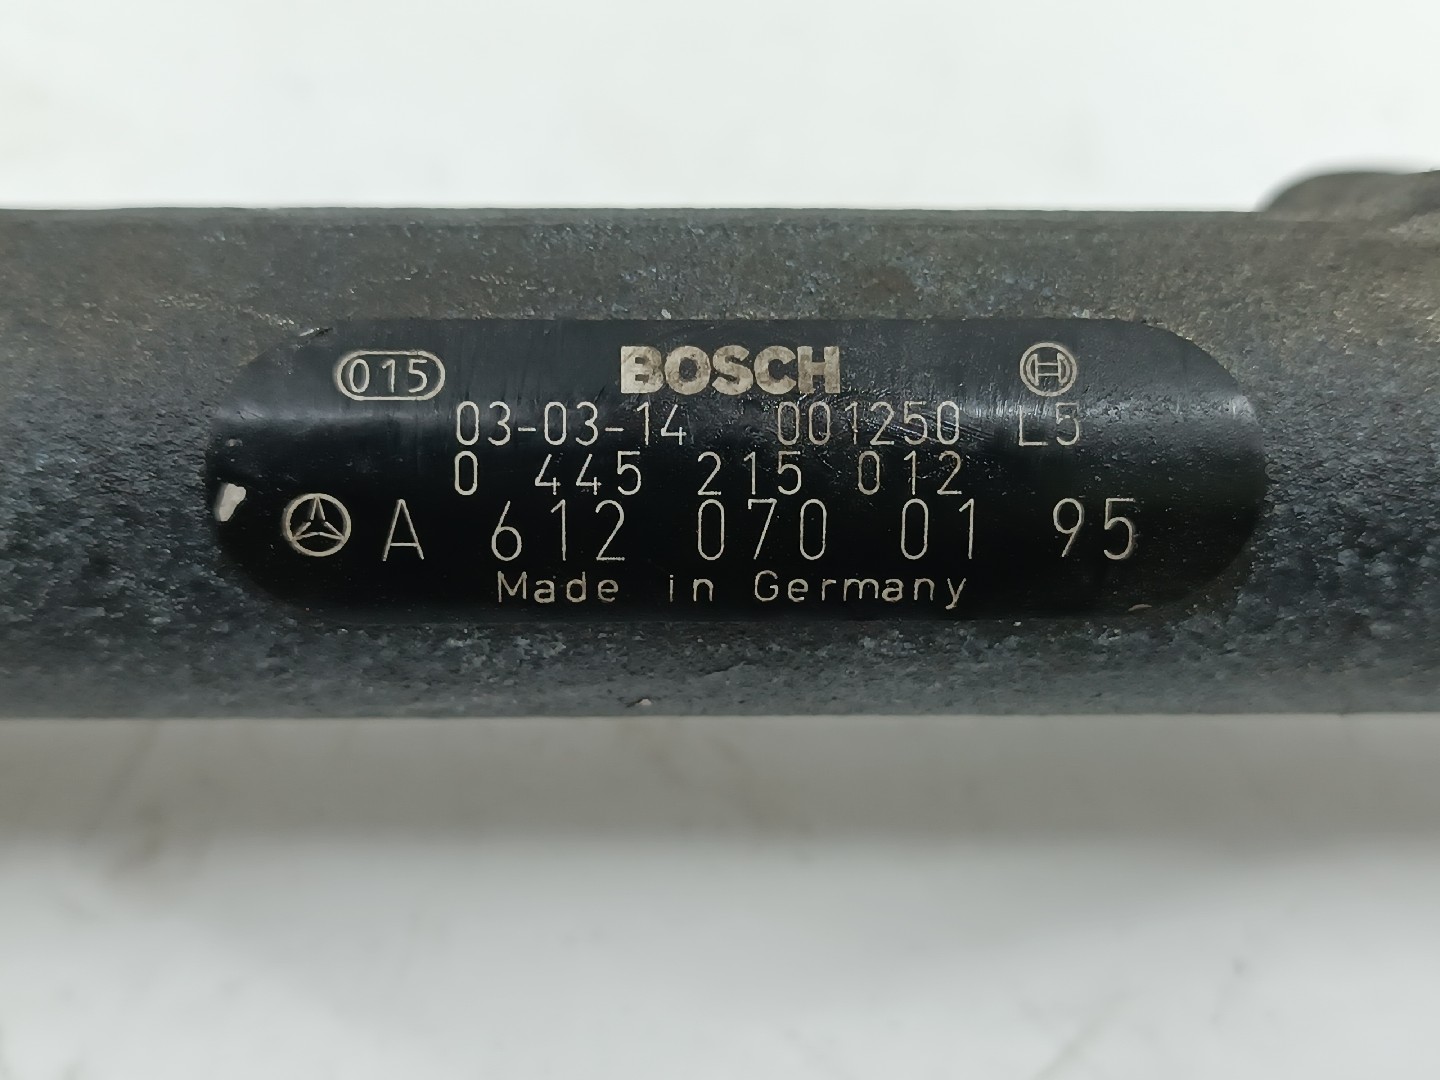 015 BOSCH
03-03-14 001250 L5
0 445 215 012
A 612 070 01 95
Made in Germany